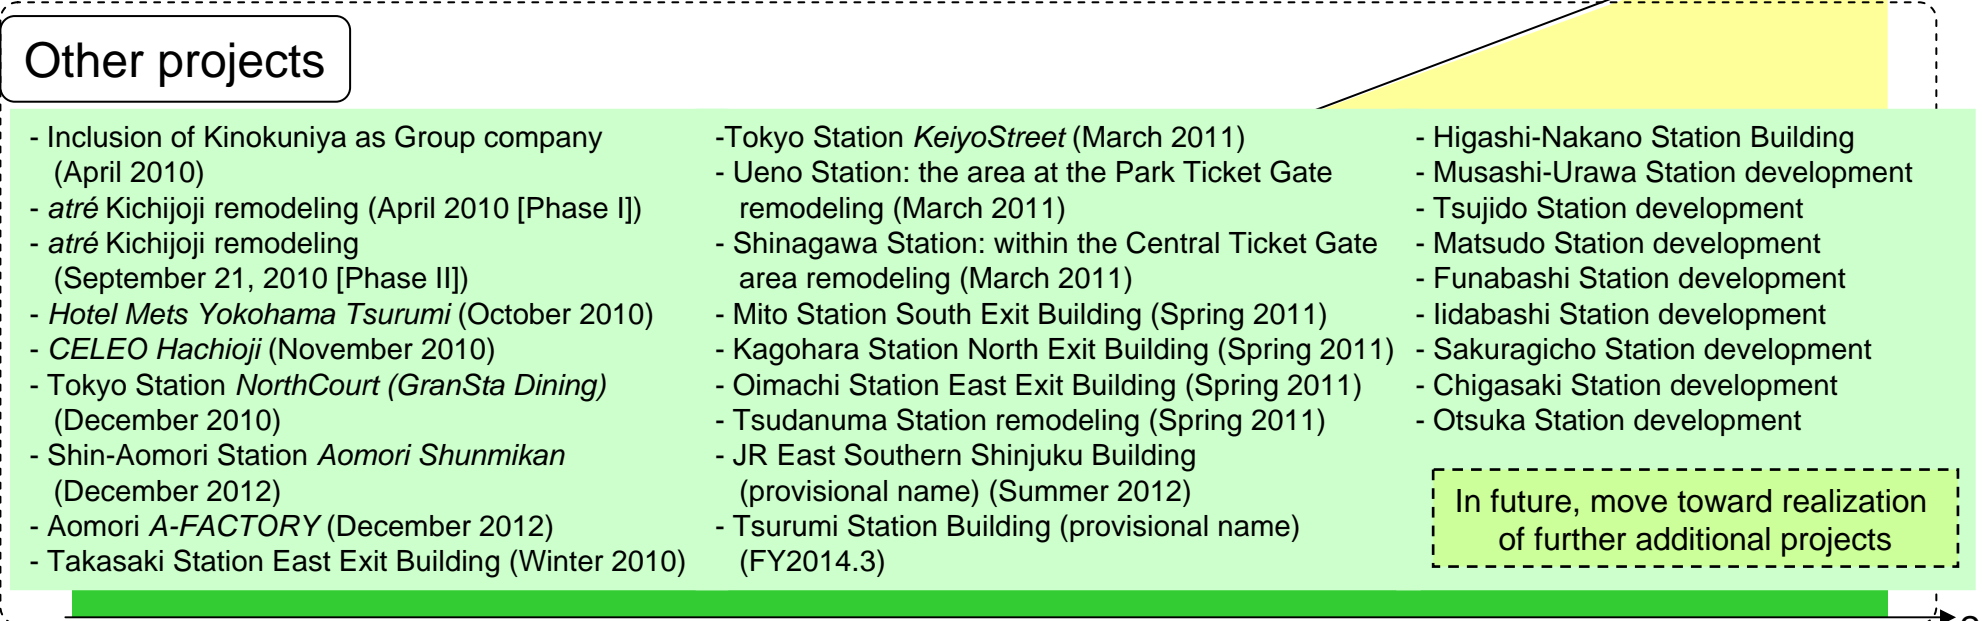 Other projects
- Inclusion of Kinokuniya as Group company
(April 2010)
- atré Kichijoji remodeling (April 2010 [Phase I])
- atré Kichijoji remodeling
(September 21, 2010 [Phase II])
- Hotel Mets Yokohama Tsurumi (October 2010)
- CELEO Hachioji (November 2010)
- Tokyo Station NorthCourt (GranSta Dining)
(December 2010)
- Shin-Aomori Station Aomori Shunmikan
(December 2012)
- Aomori A-FACTORY (December 2012)
- Takasaki Station East Exit Building (Winter 2010)
-Tokyo Station KeiyoStreet (March 2011)
- Ueno Station: the area at the Park Ticket Gate
remodeling (March 2011)
- Shinagawa Station: within the Central Ticket Gate
area remodeling (March 2011)
- Mito Station South Exit Building (Spring 2011)
- Kagohara Station North Exit Building (Spring 2011)
- Oimachi Station East Exit Building (Spring 2011)
- Tsudanuma Station remodeling (Spring 2011)
- JR East Southern Shinjuku Building
(provisional name) (Summer 2012)
- Tsurumi Station Building (provisional name)
(FY2014.3)
- Higashi-Nakano Station Building
- Musashi-Urawa Station development
- Tsujido Station development
- Matsudo Station development
- Funabashi Station development
- Iidabashi Station development
- Sakuragicho Station development
- Chigasaki Station development
- Otsuka Station development
In future, move toward realization
of further additional projects